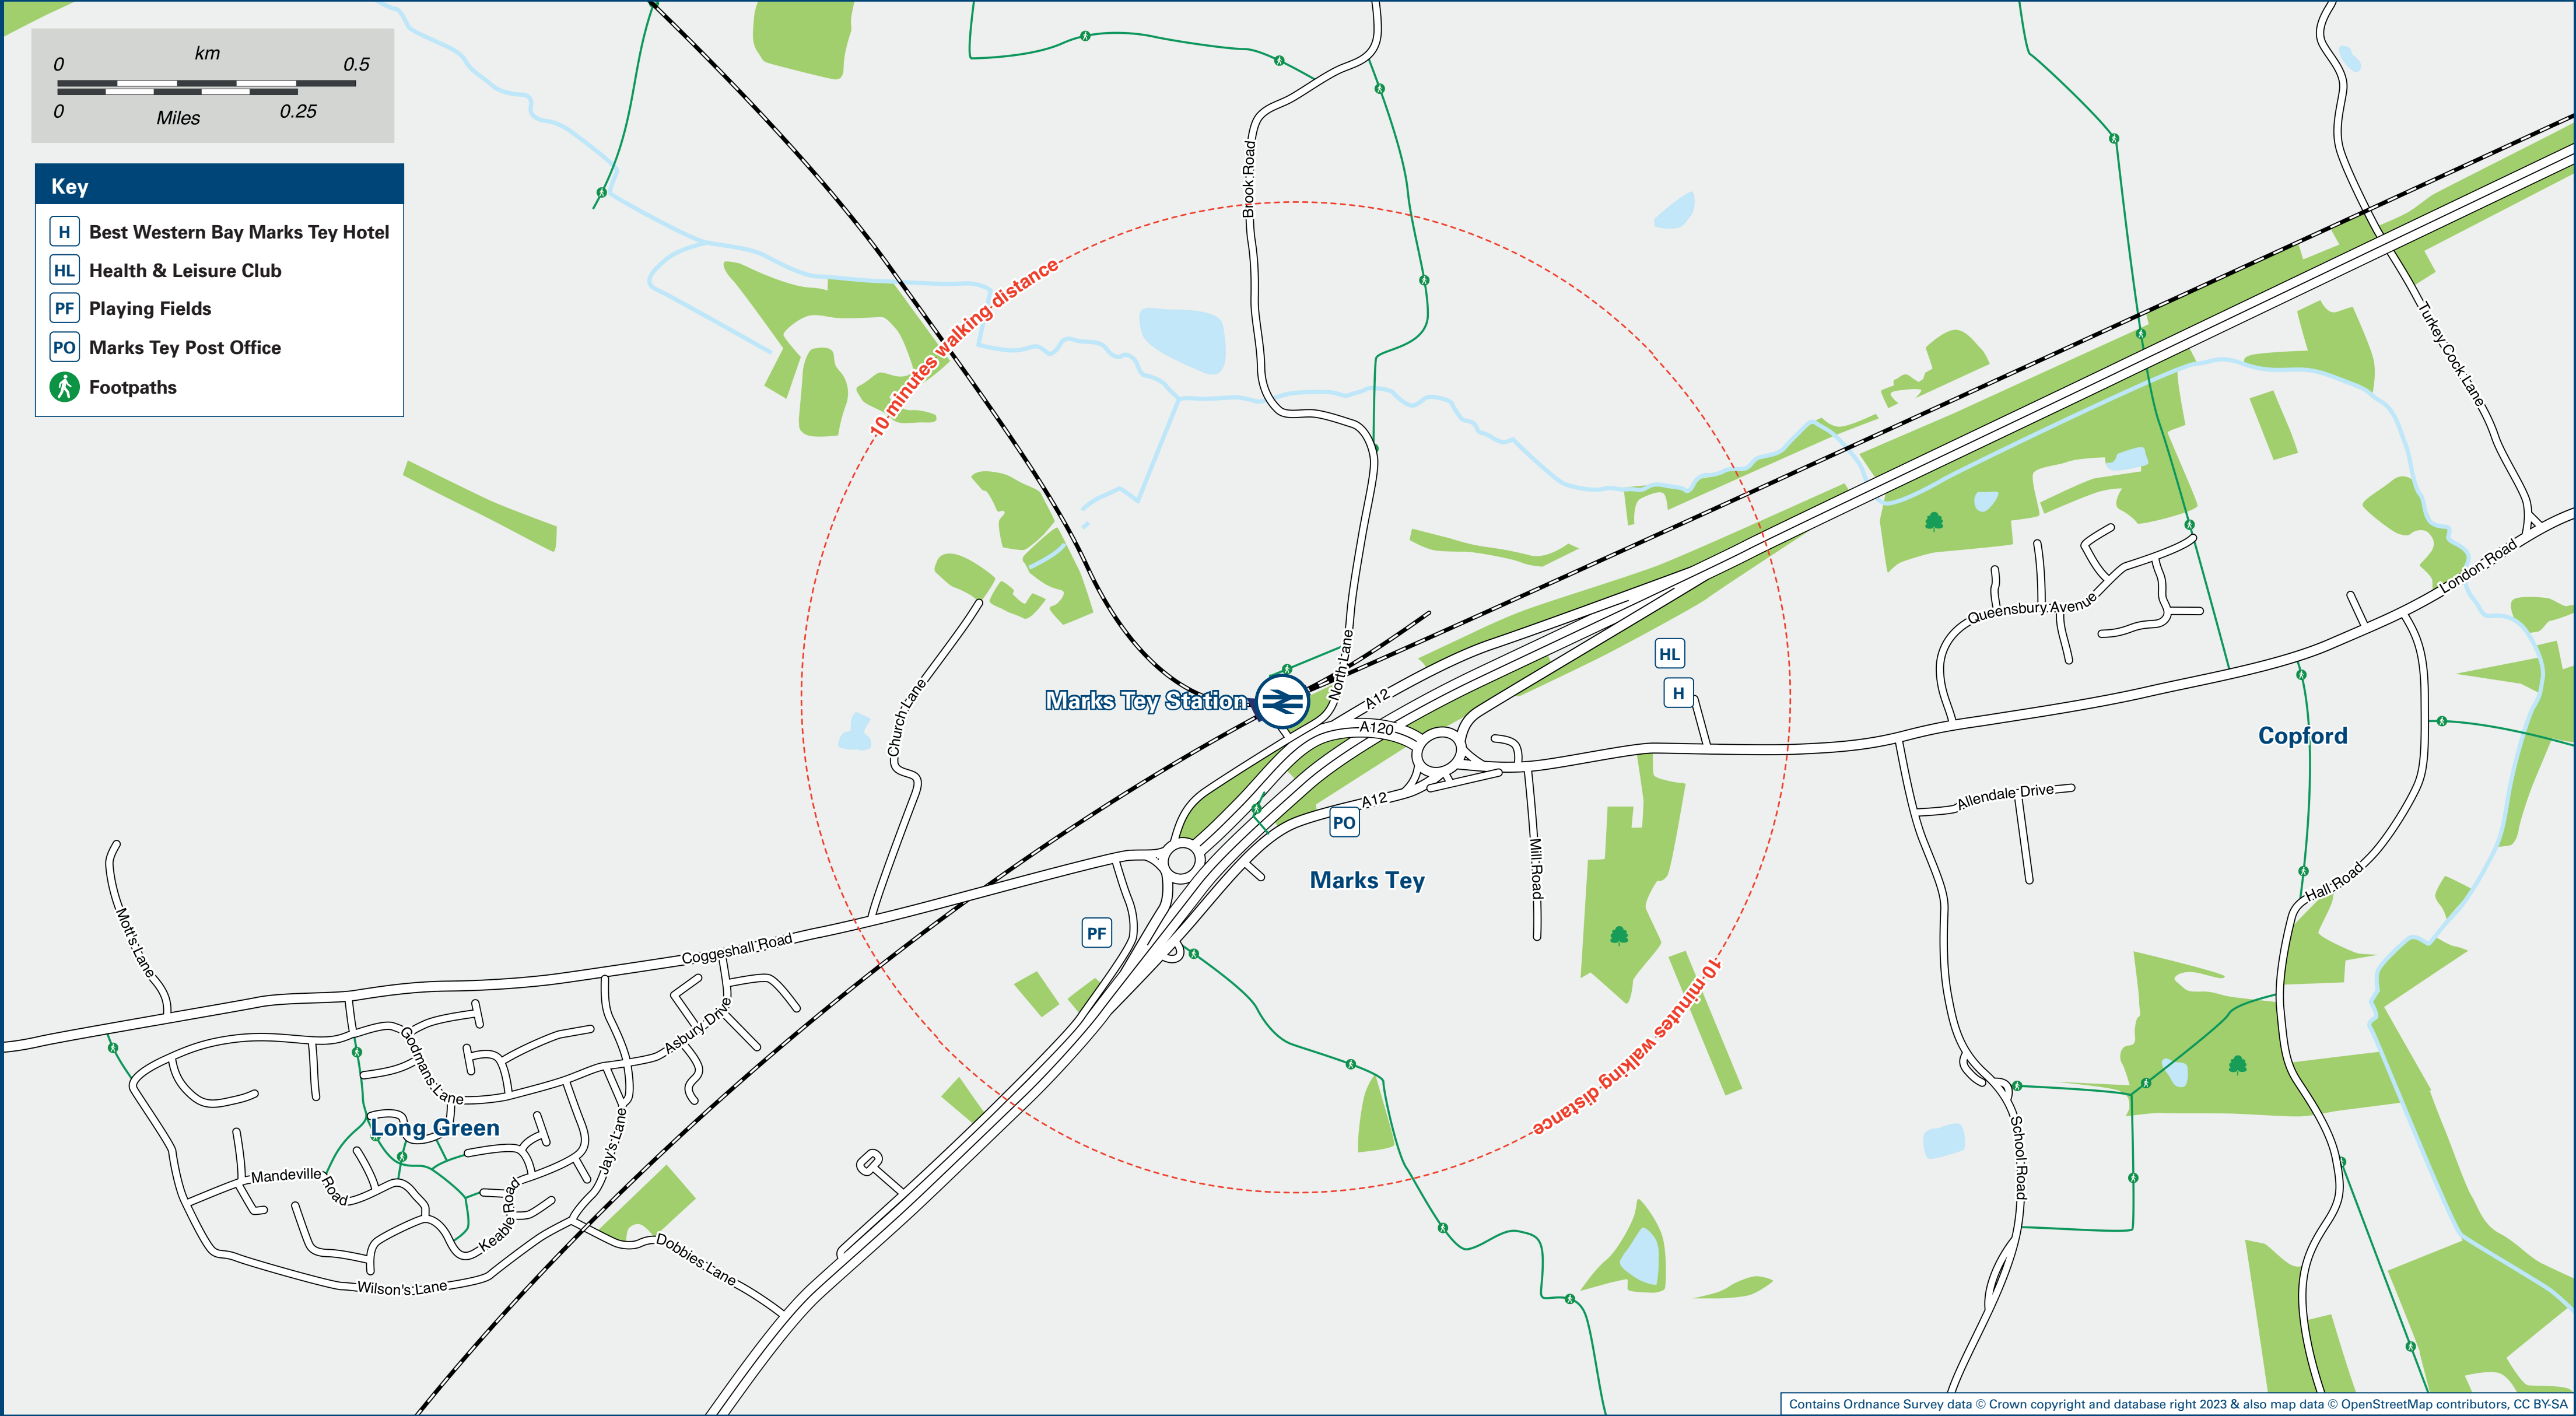 km
0 0.5
0 0.25
Miles
Key
H Best Western Bay Marks Tey Hotel
HL Health & Leisure Club
PF Playing Fields
PO Marks Tey Post Office
Footpaths
10 minutes walking distance
Brook Road
Turkey Cock Lane
London Road
Queensbury Avenue
North Lane
HL
H
Marks Tey Station
A12
A120
Church Lane
Copford
Allendale Drive
A12
PO
Marks Tey
Mill Road
Hall Road
PF
Coggeshall Road
Mott's Lane
Asbury Drive
Godmans Lane
10 minutes walking distance
Long Green
Jay's Lane
School Road
Mandeville Road
Keable Road
Dobbies Lane
Wilson's Lane
Contains Ordnance Survey data © Crown copyright and database right 2023 & also map data © OpenStreetMap contributors, CC BY-SA